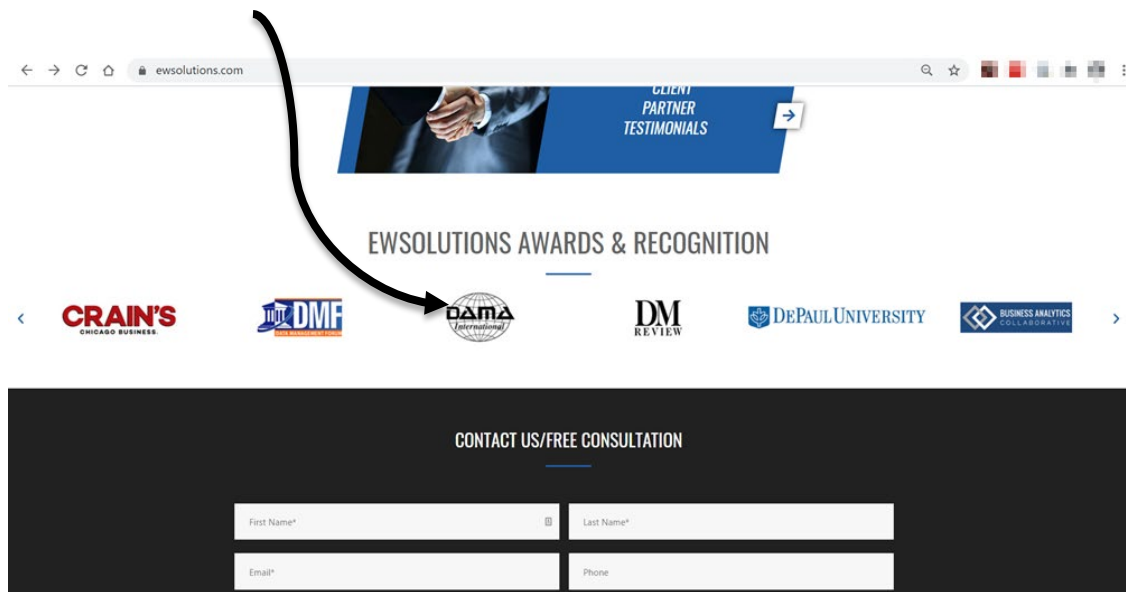 ewsolutions.com
CLIENT
PARTNER
TESTIMONIALS
EWSOLUTIONS AWARDS & RECOGNITION
CRAIN'S
CHICAGO BUSINESS.
DMF
DATA MANAGEMENT FORUM
DAMA
International
DM
REVIEW
DEPAUL UNIVERSITY
BUSINESS ANALYTICS
COLLABORATIVE
CONTACT US/FREE CONSULTATION
First Name*
Last Name*
Email*
Phone